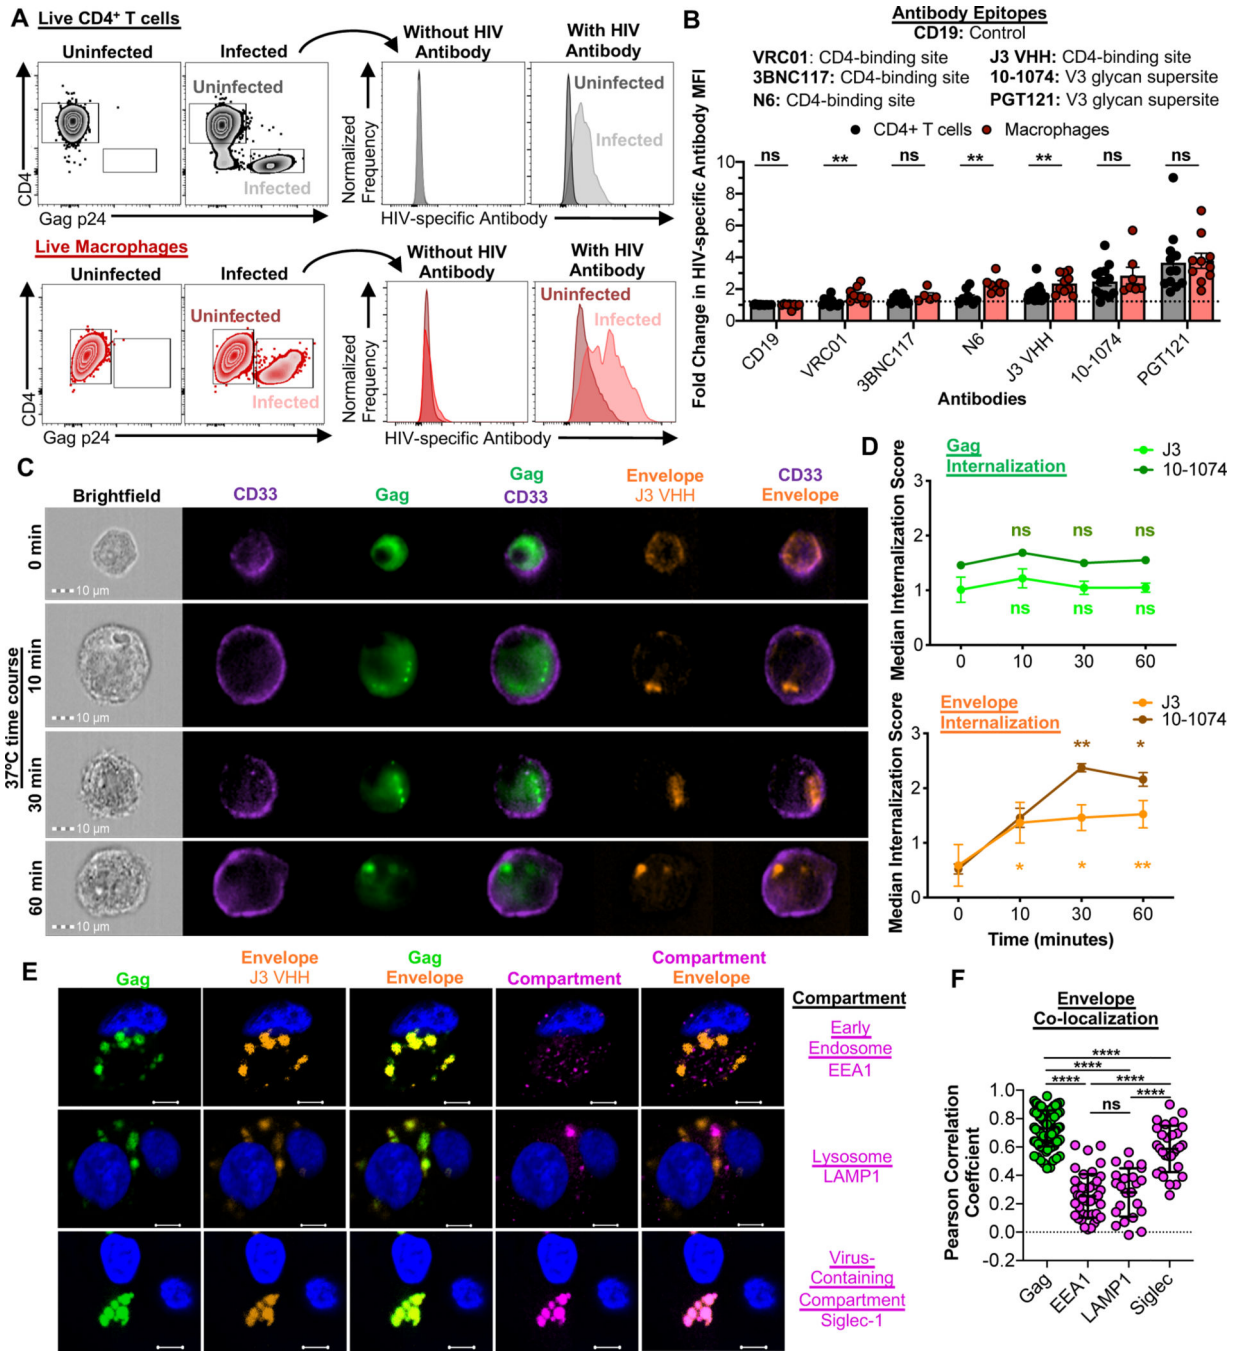 A
Live CD4⁺ T cells
Uninfected
Infected
Without HIV
Antibody
With HIV
Antibody
Uninfected
Infected
Uninfected
Infected
CD4
Gag p24
Normalized
Frequency
HIV-specific Antibody
Live Macrophages
Uninfected
Infected
Without HIV
Antibody
With HIV
Antibody
Uninfected
Infected
Uninfected
Infected
CD4
Gag p24
Normalized
Frequency
HIV-specific Antibody
B
Antibody Epitopes
CD19: Control
VRC01: CD4-binding site
3BNC117: CD4-binding site
N6: CD4-binding site
J3 VHH: CD4-binding site
10-1074: V3 glycan supersite
PGT121: V3 glycan supersite
CD4+ T cells
Macrophages
Fold Change in HIV-specific Antibody MFI
10
8
6
4
2
0
ns
**
ns
**
**
ns
ns
CD19
VRC01
3BNC117
N6
J3 VHH
10-1074
PGT121
Antibodies
C
Brightfield
CD33
Gag
Gag
CD33
Envelope
J3 VHH
CD33
Envelope
0 min
10 µm
37ºC time course
10 min
10 µm
30 min
10 µm
60 min
10 µm
D
Gag
Internalization
J3
10-1074
Median Internalization Score
3
2
1
0
ns
ns
ns
ns
ns
ns
0
10
30
60
Envelope
Internalization
J3
10-1074
Median Internalization Score
3
2
1
0
**
*
*
*
**
0
10
30
60
Time (minutes)
E
Gag
Envelope
J3 VHH
Gag
Envelope
Compartment
Compartment
Envelope
Compartment
Early
Endosome
EEA1
Lysosome
LAMP1
Virus-
Containing
Compartment
Siglec-1
F
Envelope
Co-localization
****
****
****
****
ns
****
Pearson Correlation
Coeffcient
1.0
0.8
0.6
0.4
0.2
0.0
-0.2
Gag
EEA1
LAMP1
Siglec